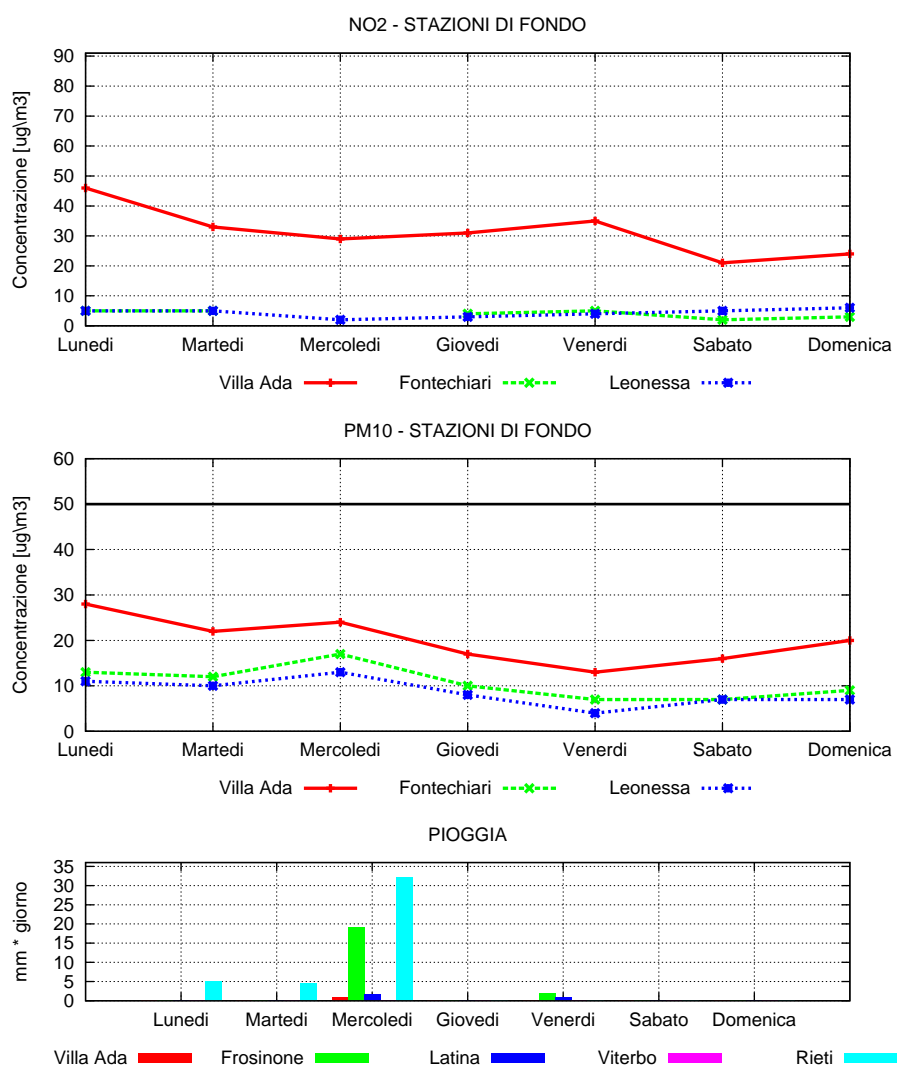 NO2 - STAZIONI DI FONDO
Concentrazione [ug\m3]
90
80
70
60
50
40
30
20
10
0
Lunedi Martedi Mercoledi Giovedi Venerdi Sabato Domenica
Villa Ada Fontechiari Leonessa
PM10 - STAZIONI DI FONDO
Concentrazione [ug\m3]
60
50
40
30
20
10
0
Lunedi Martedi Mercoledi Giovedi Venerdi Sabato Domenica
Villa Ada Fontechiari Leonessa
PIOGGIA
mm * giorno
35
30
25
20
15
10
5
0
Lunedi Martedi Mercoledi Giovedi Venerdi Sabato Domenica
Villa Ada Frosinone Latina Viterbo Rieti